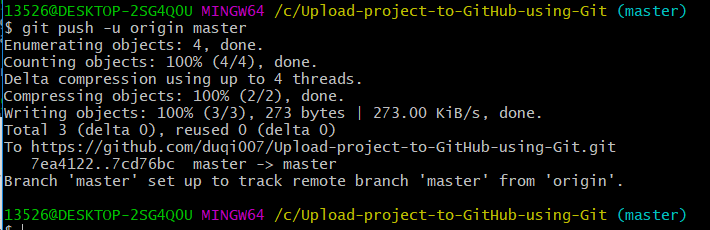 13526@DESKTOP-2SG4Q0U MINGW64 /c/Upload-project-to-GitHub-using-Git (master)
$ git push -u origin master
Enumerating objects: 4, done.
Counting objects: 100% (4/4), done.
Delta compression using up to 4 threads.
Compressing objects: 100% (2/2), done.
Writing objects: 100% (3/3), 273 bytes | 273.00 KiB/s, done.
Total 3 (delta 0), reused 0 (delta 0)
To https://github.com/duqi007/Upload-project-to-GitHub-using-Git.git
   7ea4122..7cd76bc  master -> master
Branch 'master' set up to track remote branch 'master' from 'origin'.
13526@DESKTOP-2SG4Q0U MINGW64 /c/Upload-project-to-GitHub-using-Git (master)
$